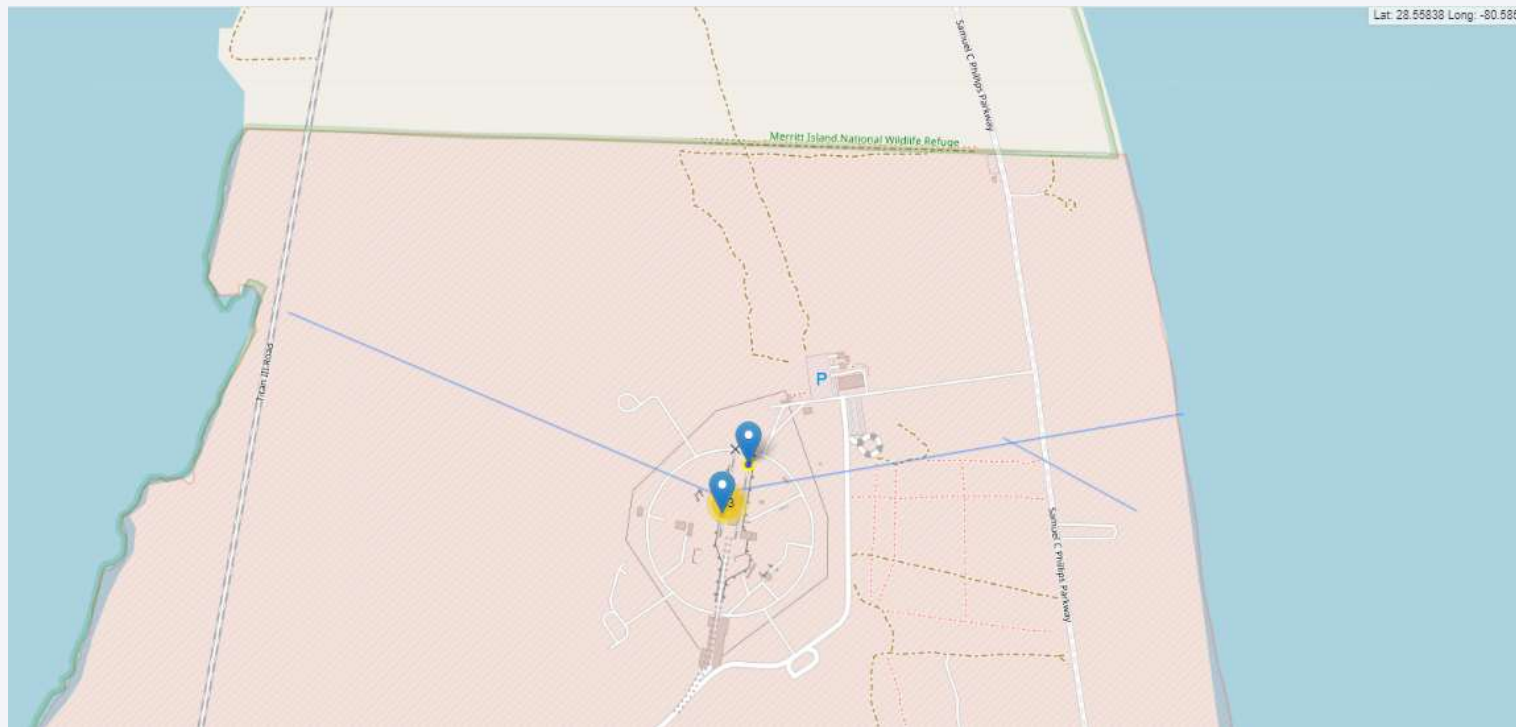 Lat: 28.55838 Long: -80.585
Samuel C Phillips Parkway
Merritt Island National Wildlife Refuge
Titan III Road
P
3
Samuel C Phillips Parkway